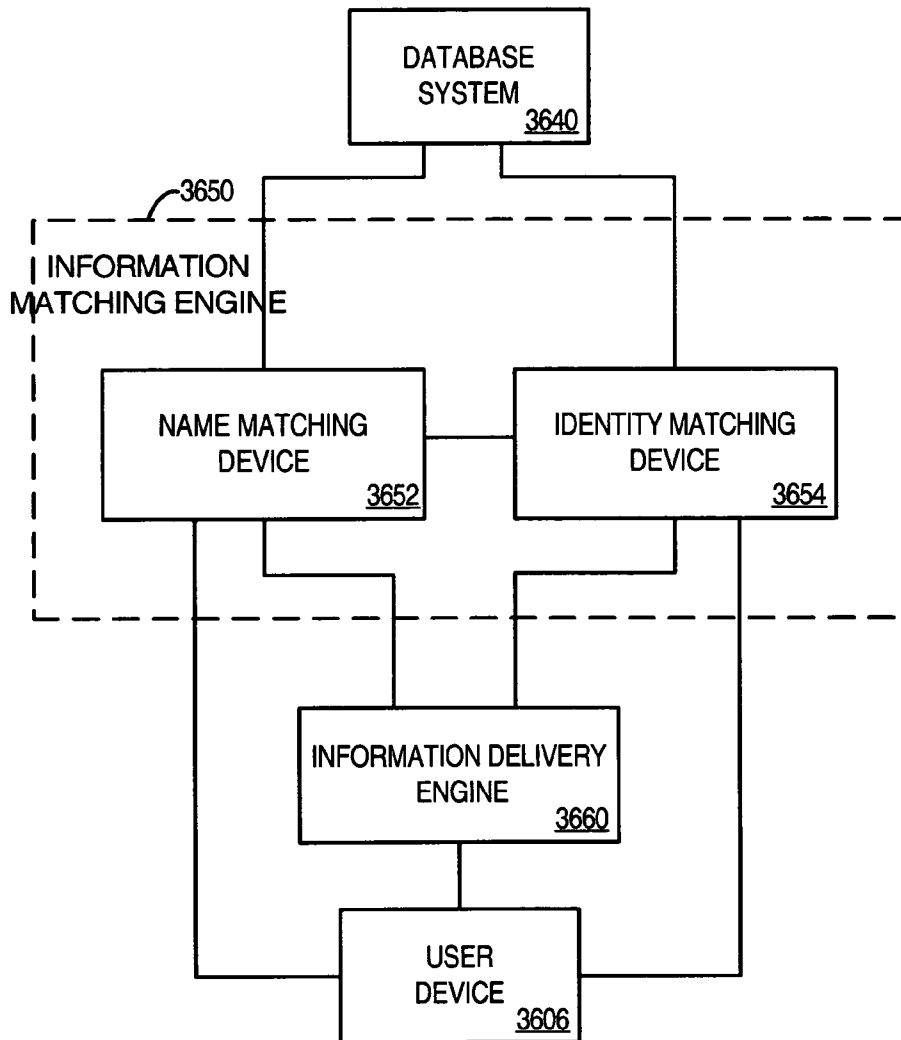 DATABASE
SYSTEM
3640
3650
INFORMATION
MATCHING ENGINE
NAME MATCHING
DEVICE
3652
IDENTITY MATCHING
DEVICE
3654
INFORMATION DELIVERY
ENGINE
3660
USER
DEVICE
3606